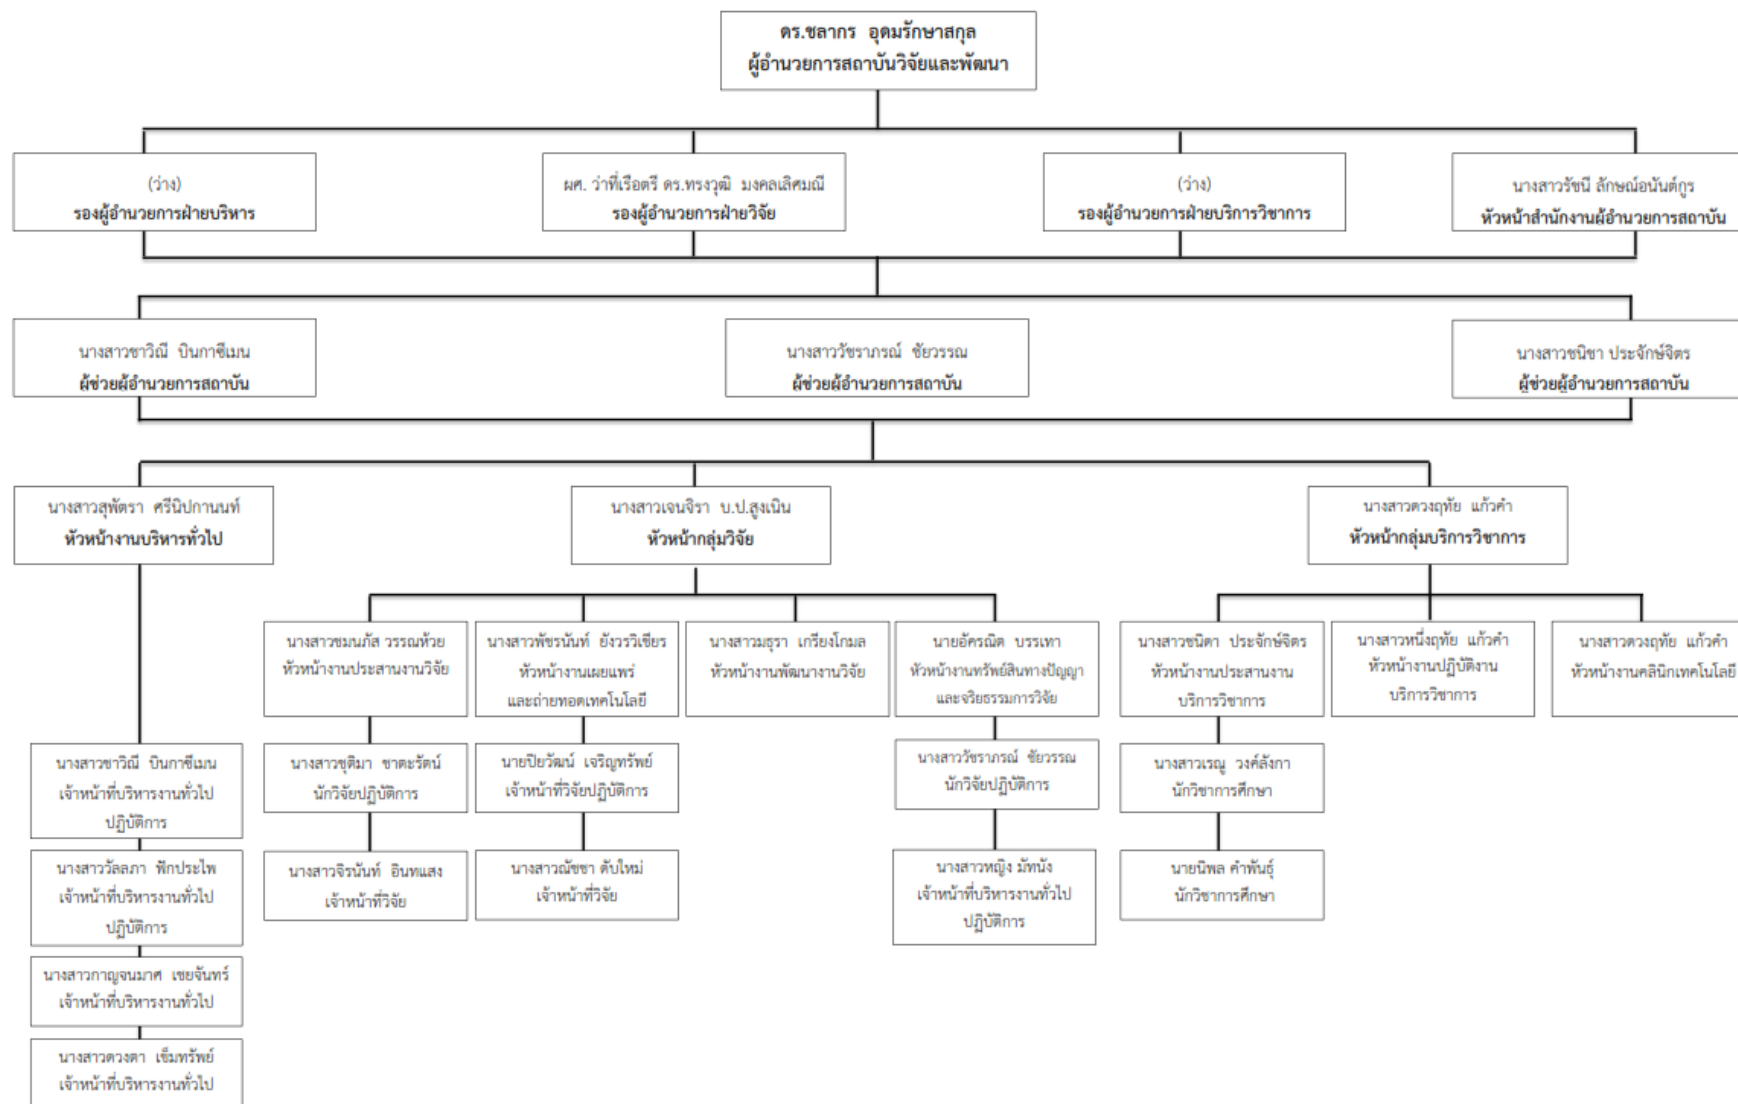 ดร.ชลากร อุดมรักษาสกุล
ผู้อำนวยการสถาบันวิจัยและพัฒนา
(ว่าง)
รองผู้อำนวยการฝ่ายบริหาร
ผศ. ว่าที่เรือตรี ดร.ทรงวุฒิ มงคลเลิศมณี
รองผู้อำนวยการฝ่ายวิจัย
(ว่าง)
รองผู้อำนวยการฝ่ายบริการวิชาการ
นางสาวรัชนี ลักษณ์อนันต์กูร
หัวหน้าสำนักงานผู้อำนวยการสถาบัน
นางสาวชาวิณี บินกาซีเมน
ผู้ช่วยผู้อำนวยการสถาบัน
นางสาววัชราภรณ์ ชัยวรรณ
ผู้ช่วยผู้อำนวยการสถาบัน
นางสาวชนิชา ประจักษ์จิตร
ผู้ช่วยผู้อำนวยการสถาบัน
นางสาวสุพัตรา ศรีนิปกานนท์
หัวหน้างานบริหารทั่วไป
นางสาวเจนจิรา บ.ป.สูงเนิน
หัวหน้ากลุ่มวิจัย
นางสาวดวงฤทัย แก้วคำ
หัวหน้ากลุ่มบริการวิชาการ
นางสาวชมนภัส วรรณห้วย
หัวหน้างานประสานงานวิจัย
นางสาวพัชรนันท์ ยังวรวิเชียร
หัวหน้างานเผยแพร่
และถ่ายทอดเทคโนโลยี
นางสาวมธุรา เกรียงโกมล
หัวหน้างานพัฒนางานวิจัย
นายอัครณิต บรรเทา
หัวหน้างานทรัพย์สินทางปัญญา
และจริยธรรมการวิจัย
นางสาวชนิดา ประจักษ์จิตร
หัวหน้างานประสานงาน
บริการวิชาการ
นางสาวหนึ่งฤทัย แก้วคำ
หัวหน้างานปฏิบัติงาน
บริการวิชาการ
นางสาวดวงฤทัย แก้วคำ
หัวหน้างานคลินิกเทคโนโลยี
นางสาวชาวิณี บินกาซีเมน
เจ้าหน้าที่บริหารงานทั่วไป
ปฏิบัติการ
นางสาวชุติมา ชาตะรัตน์
นักวิจัยปฏิบัติการ
นายปิยวัฒน์ เจริญทรัพย์
เจ้าหน้าที่วิจัยปฏิบัติการ
นางสาววัชราภรณ์ ชัยวรรณ
นักวิจัยปฏิบัติการ
นางสาวเรณู วงค์ลังกา
นักวิชาการศึกษา
นางสาววัลลภา ฟักประไพ
เจ้าหน้าที่บริหารงานทั่วไป
ปฏิบัติการ
นางสาวจิรนันท์ อินทแสง
เจ้าหน้าที่วิจัย
นางสาวณัชชา ดับใหม่
เจ้าหน้าที่วิจัย
นางสาวหญิง มัทนัง
เจ้าหน้าที่บริหารงานทั่วไป
ปฏิบัติการ
นายนิพล คำพันธุ์
นักวิชาการศึกษา
นางสาวกาญจนมาศ เชยจันทร์
เจ้าหน้าที่บริหารงานทั่วไป
นางสาวดวงตา เข็มทรัพย์
เจ้าหน้าที่บริหารงานทั่วไป